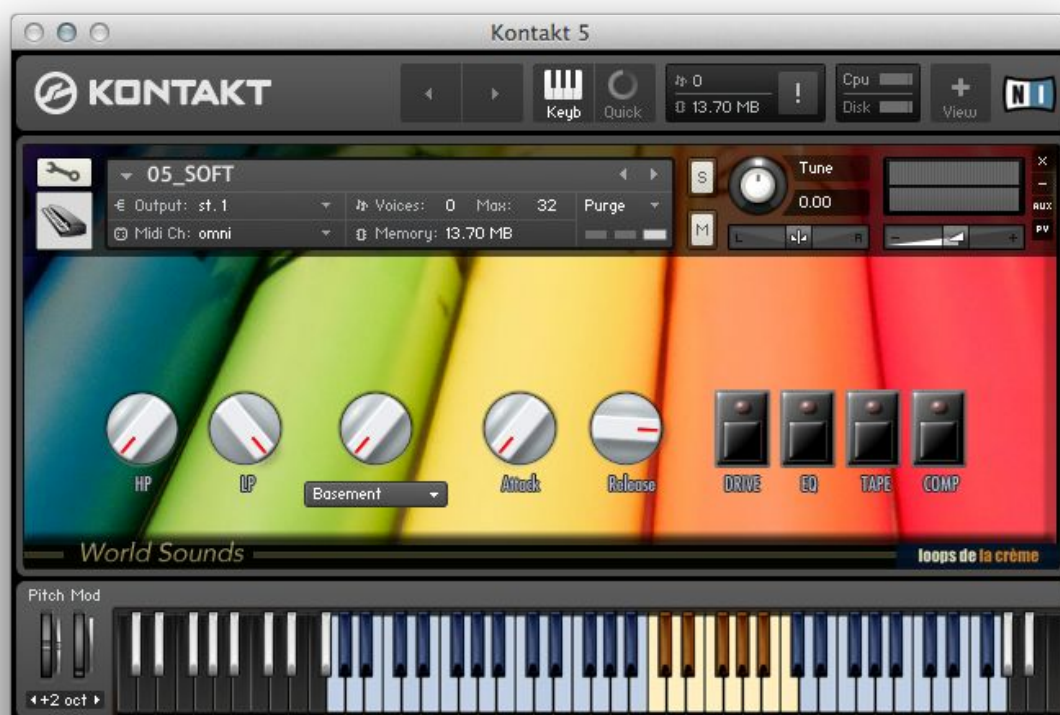 Kontakt 5
KONTAKT
Keyb
Quick
0
13.70 MB
!
Cpu
Disk
View
NI
05_SOFT
Output: st. 1
Voices: 0 Max: 32
Purge
Midi Ch: omni
Memory: 13.70 MB
S
M
Tune
0.00
L
R
-
+
X
-
AUX
PV
HP
LP
Basement
Attack
Release
DRIVE
EQ
TAPE
COMP
World Sounds
loops de la crème
Pitch Mod
+2 oct